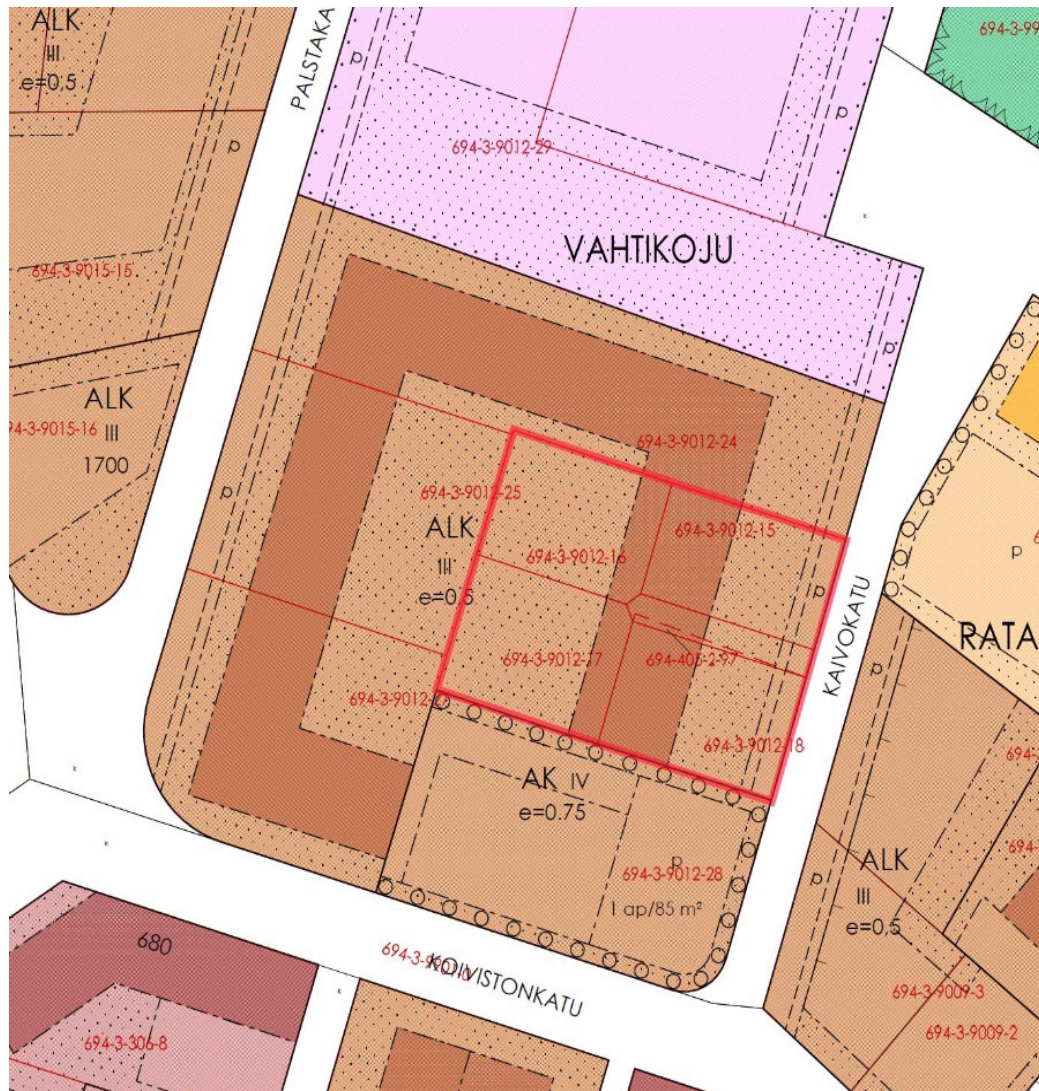 ALK
III
e=0,5
PALSTAKA
p
694-3-99
694-3-9012-29
p
p
VAHTIKOJU
694-3-9015-15
p
ALK
III
694-3-9015-16
1700
694-3-9012-24
p
694-3-9012-25
ALK
III
e=0,5
694-3-9012-15
694-3-9012-16
p
p
RATA
KAIVOKATU
694-3-9012-17
694-405-2-97
p
694-3-
694-3-9012-18
AK IV
e=0.75
p
694-3-9012-28
1 ap/85 m²
ALK
p
III
e=0,5
694-3-
680
KOIVISTONKATU
694-3-9009-3
694-3-9009-2
694-3-306-8